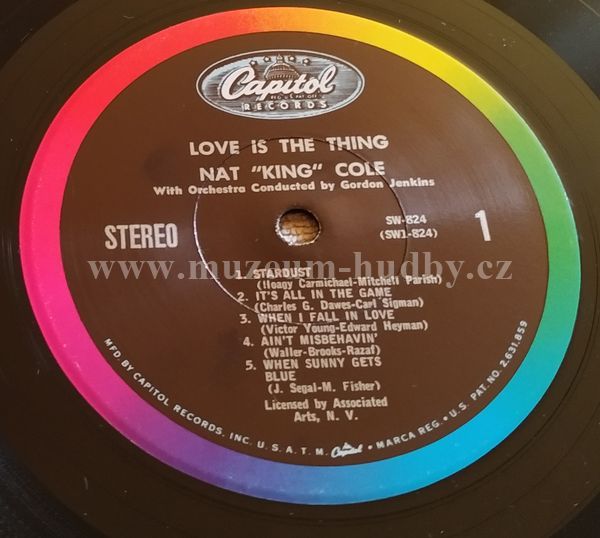 Capitol
REG. U.S. PAT. OFF.
RECORDS
LOVE IS THE THING
NAT "KING" COLE
With Orchestra Conducted by Gordon Jenkins
STEREO
SW-824
(SW1-824)
1
www.muzeum-hudby.cz
1. STARDUST
(Hoagy Carmichael-Mitchell Parish)
2. IT'S ALL IN THE GAME
(Charles G. Dawes-Carl Sigman)
3. WHEN I FALL IN LOVE
(Victor Young-Edward Heyman)
4. AIN'T MISBEHAVIN'
(Waller-Brooks-Razaf)
5. WHEN SUNNY GETS
BLUE
(J. Segal-M. Fisher)
Licensed by Associated
Arts, N. V.
MFD. BY CAPITOL RECORDS, INC. U. S. A. T. M. Capitol • MARCA REG. • U. S. PAT. NO. 2,631,859